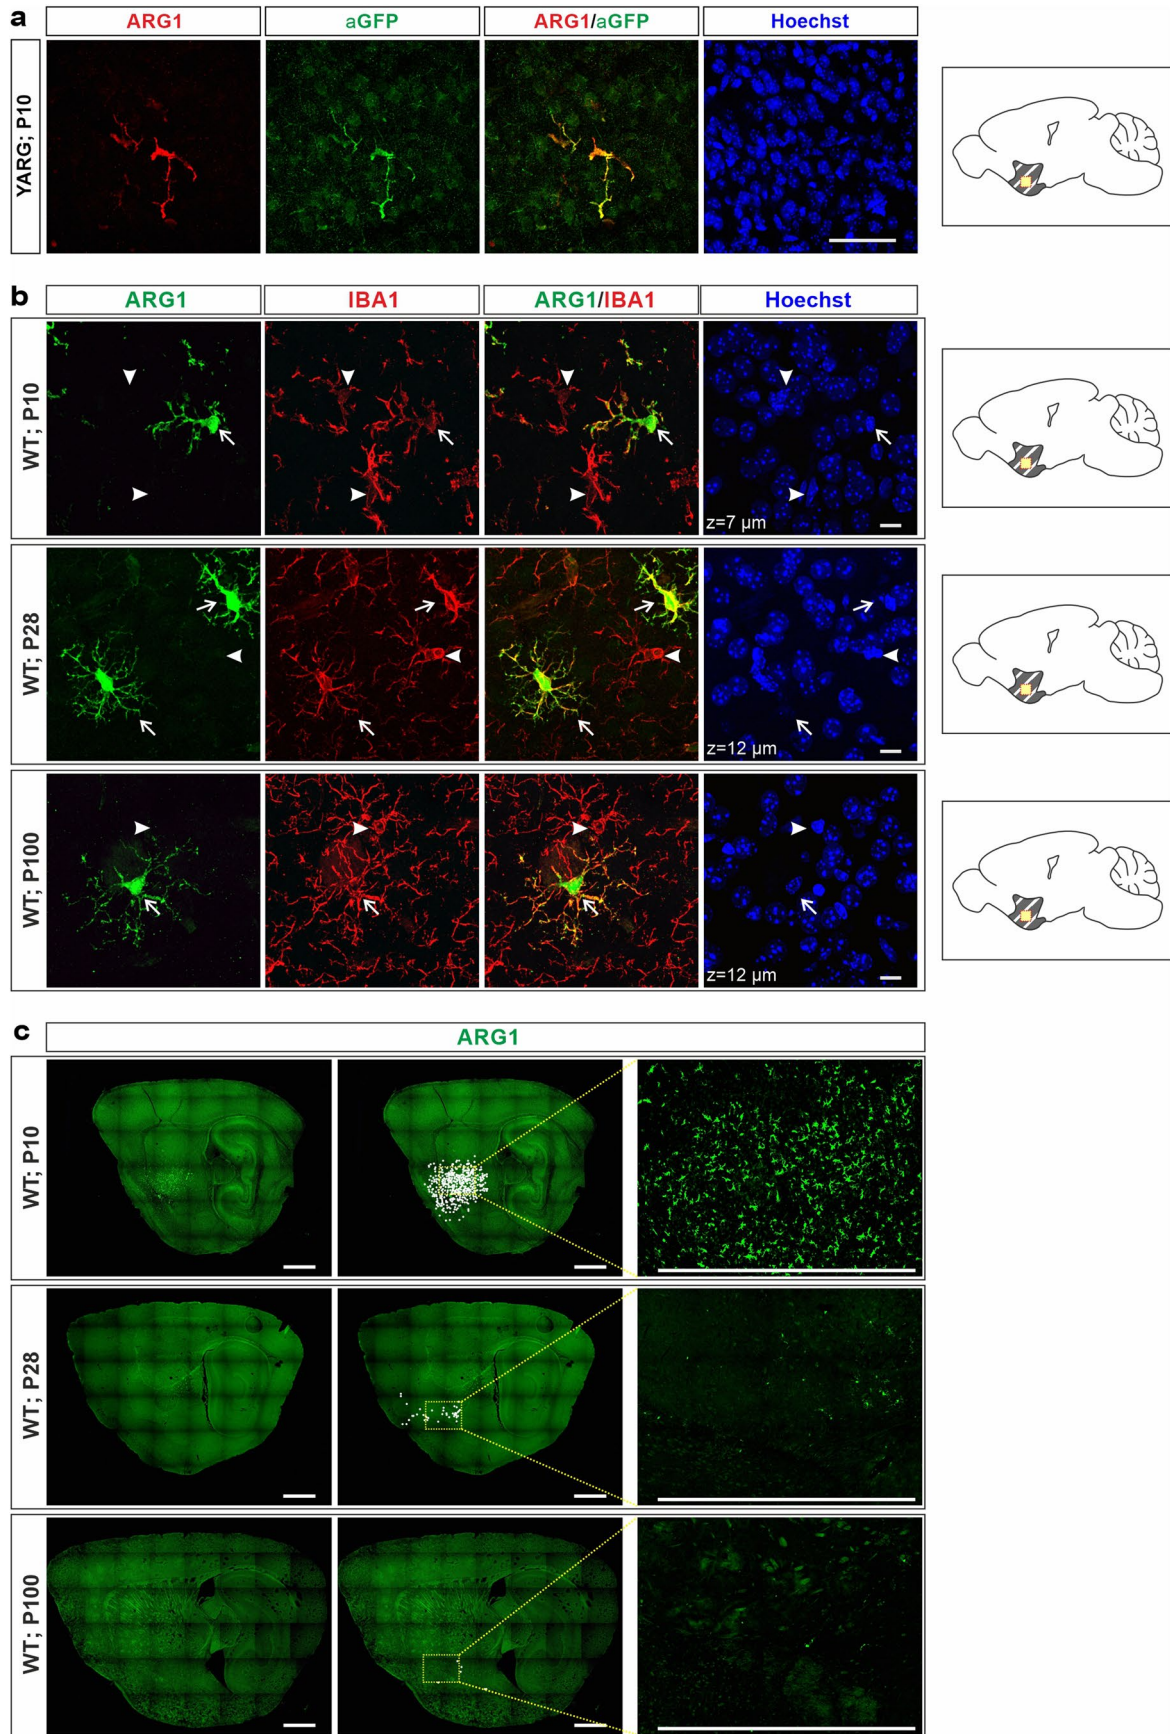 a
ARG1 aGFP ARG1/aGFP Hoechst
YARG; P10
b
ARG1 IBA1 ARG1/IBA1 Hoechst
WT; P10
z=7 µm
WT; P28
z=12 µm
WT; P100
z=12 µm
c
ARG1
WT; P10
WT; P28
WT; P100